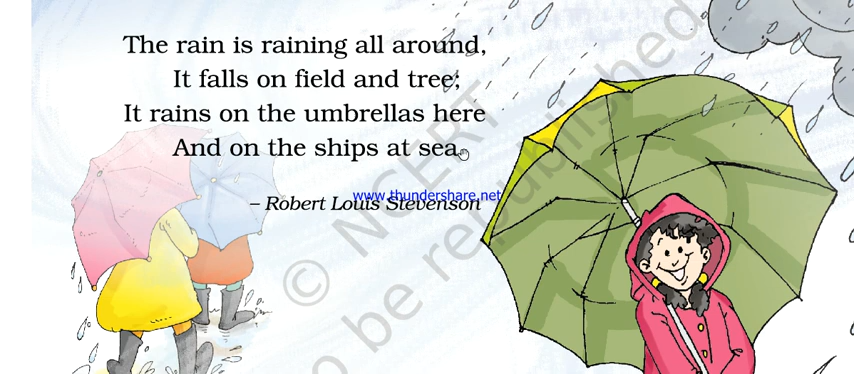 The rain is raining all around,
It falls on field and tree;
It rains on the umbrellas here
And on the ships at sea.
www.thundershare.net
– Robert Louis Stevenson
© NCERT
to be republished